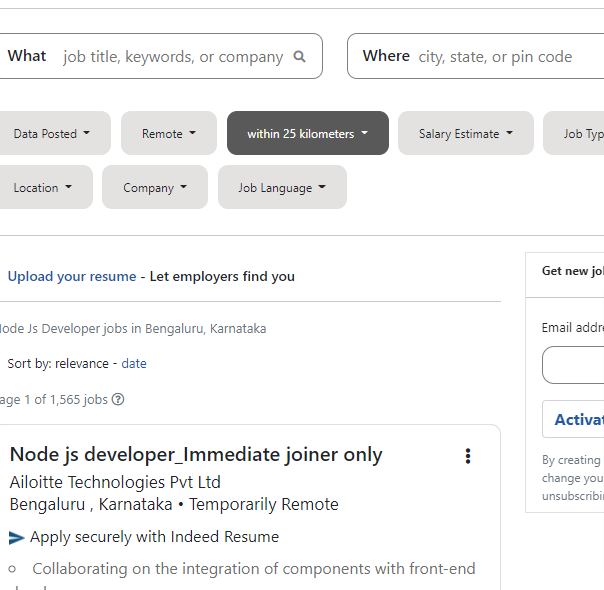 What job title, keywords, or company Where city, state, or pin code
Data Posted Remote within 25 kilometers Salary Estimate Job Typ
Location Company Job Language
Upload your resume - Let employers find you
Get new jo
ode Js Developer jobs in Bengaluru, Karnataka
Email addre
Sort by: relevance - date
age 1 of 1,565 jobs
Activat
Node js developer_Immediate joiner only
Ailoitte Technologies Pvt Ltd
Bengaluru , Karnataka • Temporarily Remote
By creating
change you
unsubscribi
Apply securely with Indeed Resume
Collaborating on the integration of components with front-end